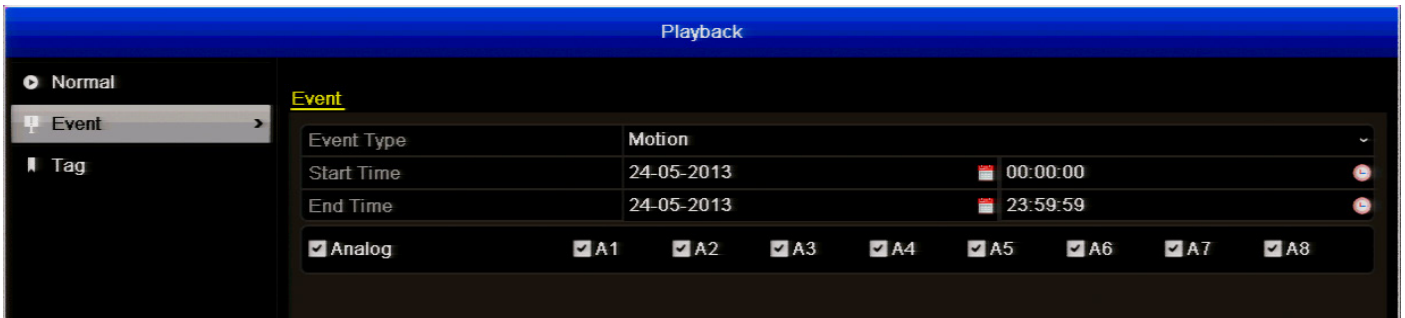 Playback
Normal
Event
Tag
Event
Event Type Motion
Start Time 24-05-2013 00:00:00
End Time 24-05-2013 23:59:59
Analog A1 A2 A3 A4 A5 A6 A7 A8